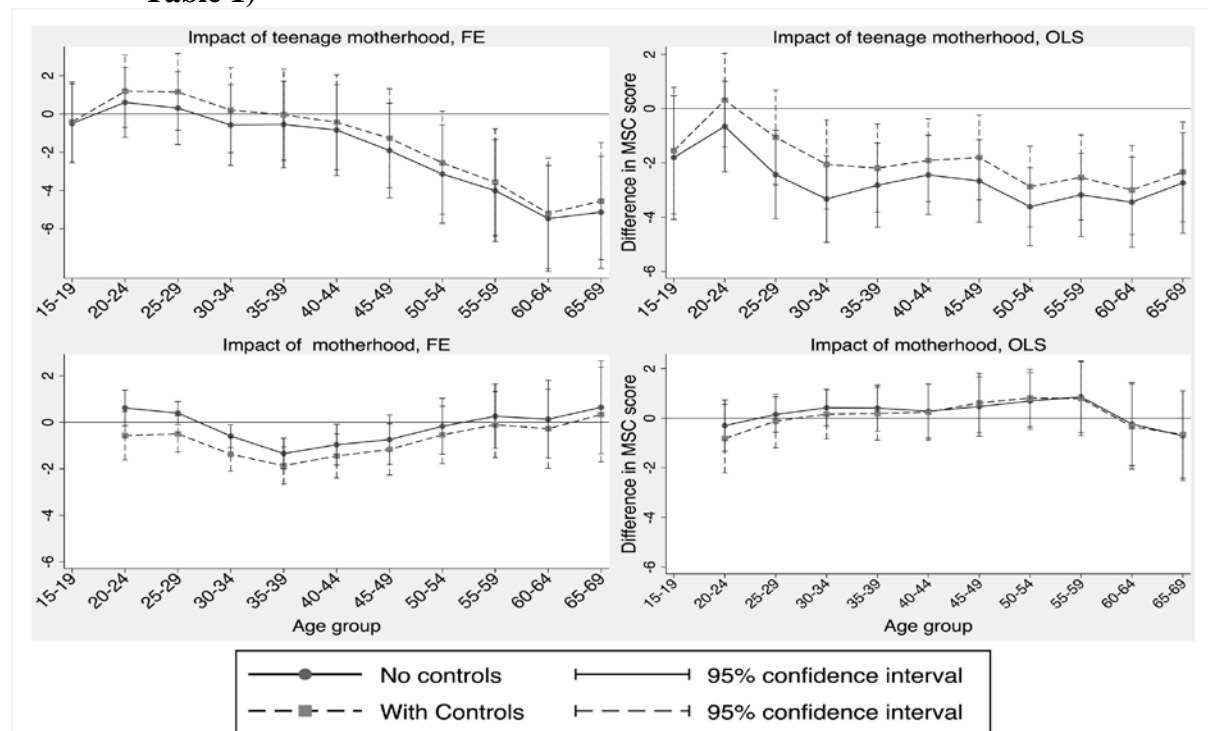 Table 1)
Impact of teenage motherhood, FE
2
0
-2
-4
-6
15-19 20-24 25-29 30-34 35-39 40-44 45-49 50-54 55-59 60-64 65-69
Impact of teenage motherhood, OLS
Difference in MSC score
2
0
-2
-4
-6
15-19 20-24 25-29 30-34 35-39 40-44 45-49 50-54 55-59 60-64 65-69
Impact of motherhood, FE
2
0
-2
-4
-6
15-19 20-24 25-29 30-34 35-39 40-44 45-49 50-54 55-59 60-64 65-69
Age group
Impact of motherhood, OLS
Difference in MSC score
2
0
-2
-4
-6
15-19 20-24 25-29 30-34 35-39 40-44 45-49 50-54 55-59 60-64 65-69
Age group
No controls 95% confidence interval
With Controls 95% confidence interval